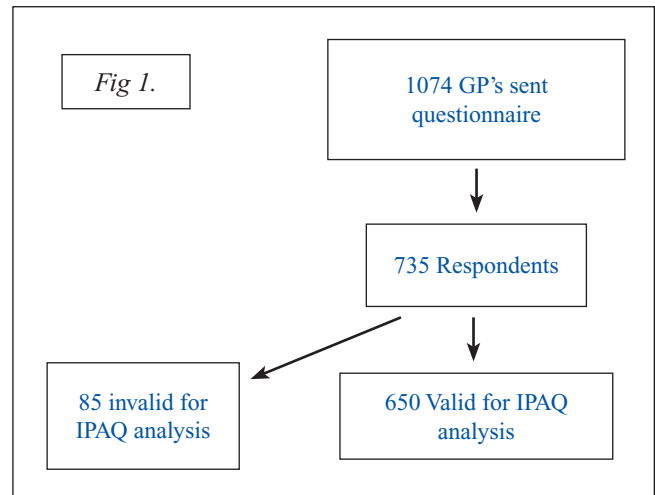 Fig 1.
1074 GP's sent
questionnaire
735 Respondents
85 invalid for
IPAQ analysis
650 Valid for IPAQ
analysis